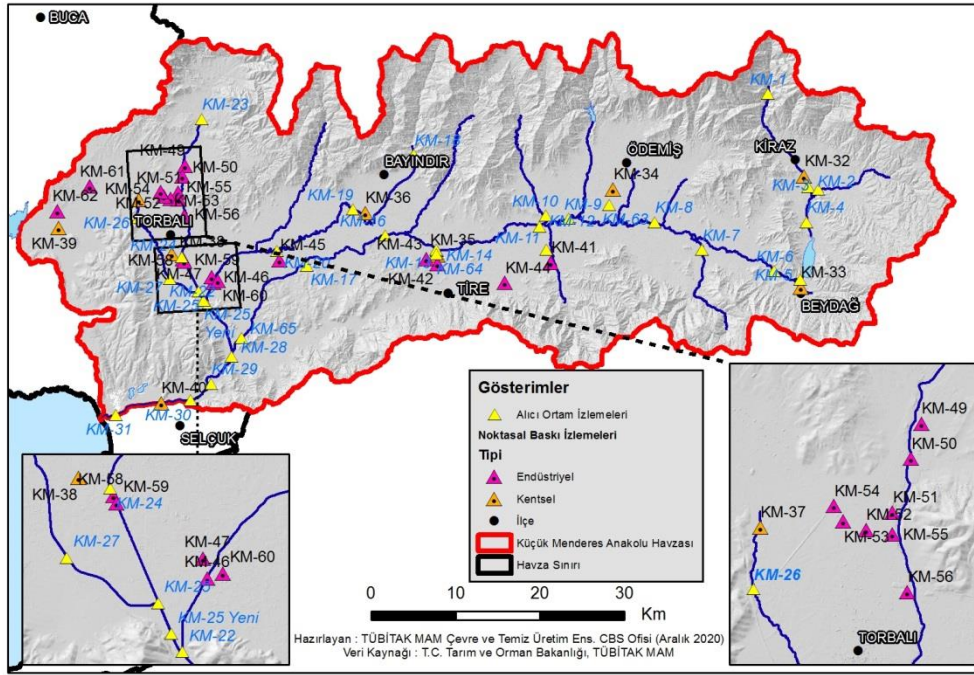 BUCA
KM-1
KM-23
KM-18
BAYINDIR
ÖDEMİŞ
KİRAZ
KM-32
KM-2
KM-4
KM-49
KM-50
KM-61
KM-62
KM-54
KM-52
KM-55
KM-53
KM-56
KM-26
KM-39
TORBALI
KM-19
KM-36
KM-34
KM-10
KM-9
KM-8
KM-11
KM-7
KM-6
KM-33
BEYDAĞ
KM-45
KM-43
KM-35
KM-14
KM-64
KM-42
KM-17
KM-41
KM-44
TİRE
KM-59
KM-47
KM-46
KM-27
KM-60
KM-25
KM-25
Yeni
KM-65
KM-28
KM-29
KM-40
KM-30
KM-31
SELÇUK
Gösterimler
Alıcı Ortam İzlemeleri
Noktasal Baskı İzlemeleri
Tipi
Endüstriyel
Kentsel
İlçe
Küçük Menderes Anakolu Havzası
Havza Sınırı
0 10 20 30
Km
Hazırlayan : TÜBİTAK MAM Çevre ve Temiz Üretim Ens. CBS Ofisi (Aralık 2020)
Veri Kaynağı : T.C. Tarım ve Orman Bakanlığı, TÜBİTAK MAM
KM-58
KM-38
KM-59
KM-24
KM-27
KM-47
KM-46
KM-60
KM-25 Yeni
KM-22
KM-49
KM-50
KM-54
KM-51
KM-52
KM-37
KM-53
KM-55
KM-26
KM-56
TORBALI